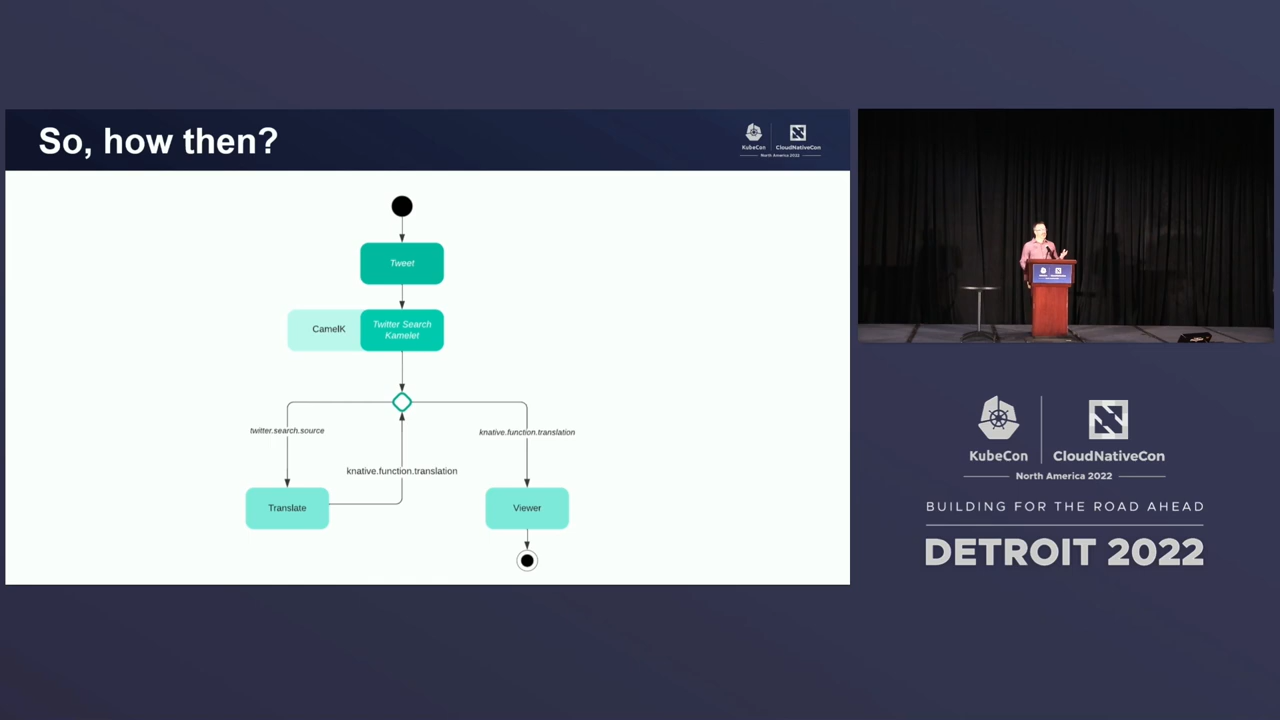 So, how then?
KubeCon
CloudNativeCon
North America 2022
Tweet
CamelK
Twitter Search
Kamelet
twitter.search.source
knative.function.translation
knative.function.translation
Translate
Viewer
KubeCon
CloudNativeCon
North America 2022
BUILDING FOR THE ROAD AHEAD
DETROIT 2022